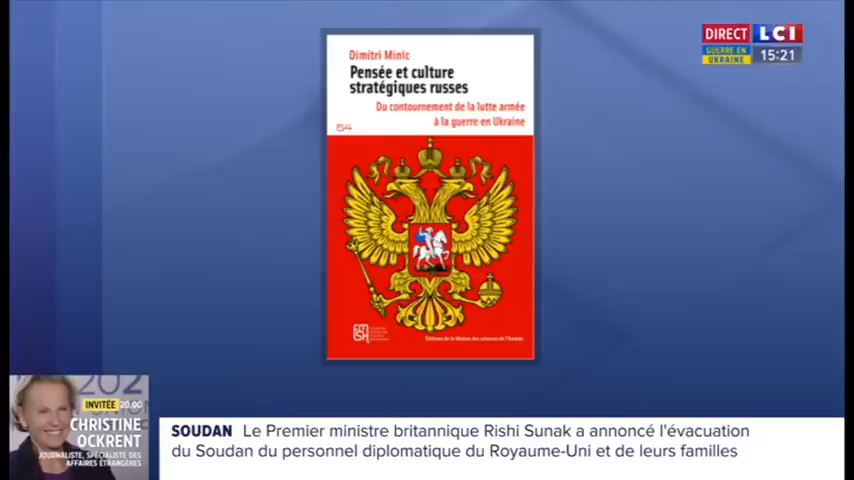 Dimitri Minic
Pensée et culture
stratégiques russes
Du contournement de la lutte armée
à la guerre en Ukraine
54
Editions de la Maison des sciences de l'homme
DIRECT LCI
GUERRE EN
UKRAINE
15:21
202
INVITÉE 20.00
CHRISTINE
OCKRENT
JOURNALISTE, SPÉCIALISTE DES
AFFAIRES ÉTRANGÈRES
SOUDAN Le Premier ministre britannique Rishi Sunak a annoncé l'évacuation
du Soudan du personnel diplomatique du Royaume-Uni et de leurs familles